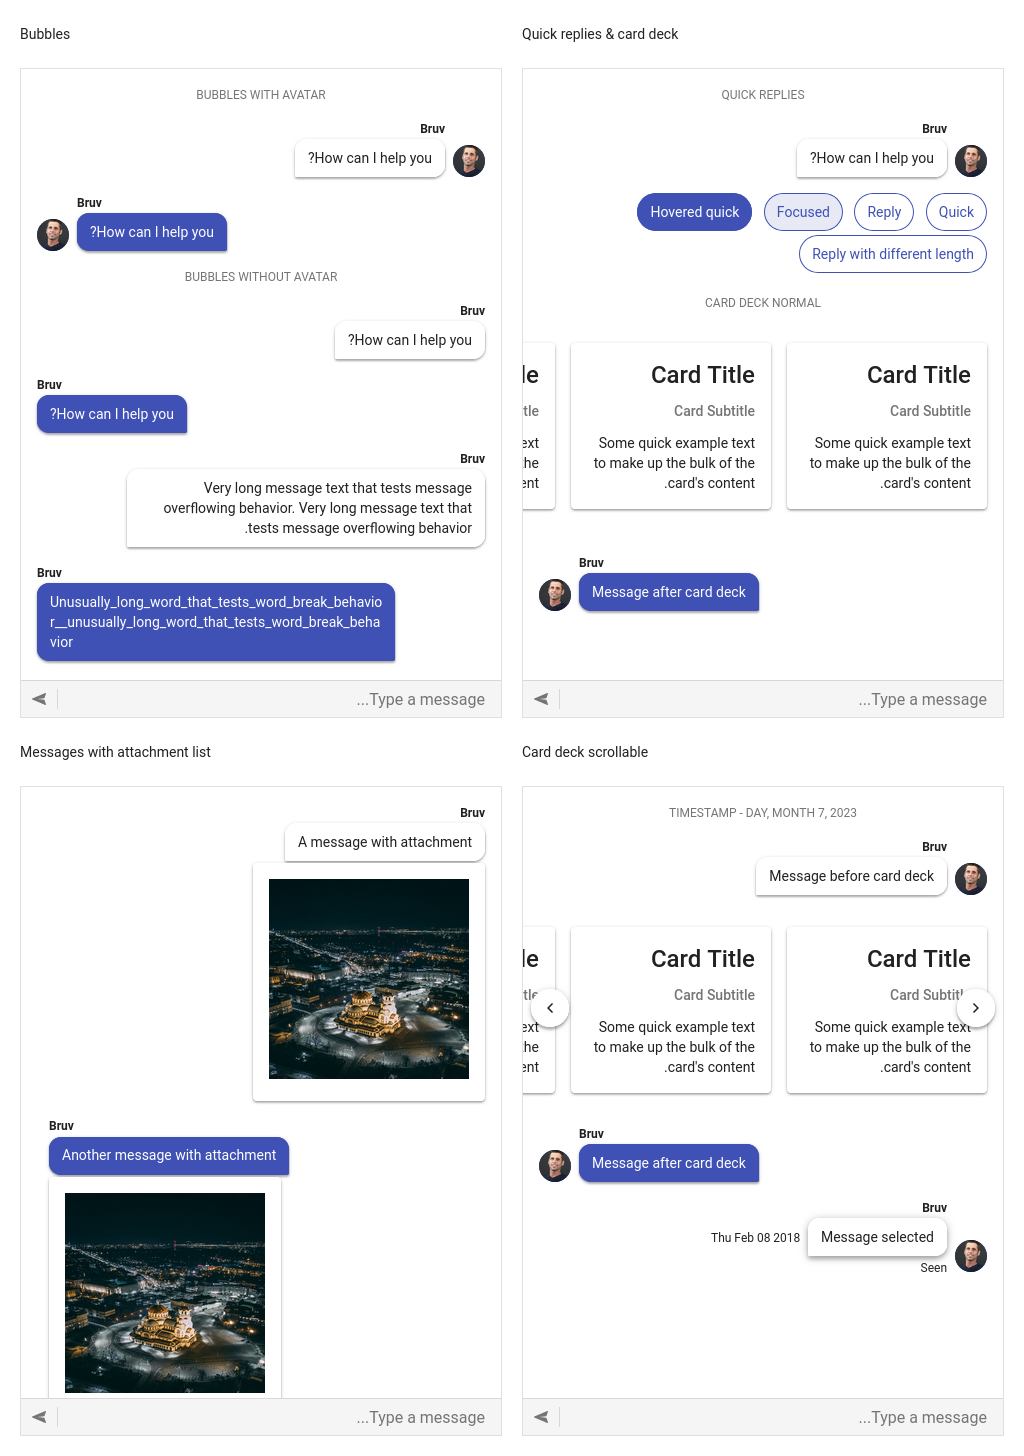 Bubbles
BUBBLES WITH AVATAR
Bruv
?How can I help you
Bruv
?How can I help you
BUBBLES WITHOUT AVATAR
Bruv
?How can I help you
Bruv
?How can I help you
Bruv
Very long message text that tests message
overflowing behavior. Very long message text that
.tests message overflowing behavior
Bruv
Unusually_long_word_that_tests_word_break_behavio
r__unusually_long_word_that_tests_word_break_beha
vior
...Type a message
Quick replies & card deck
QUICK REPLIES
Bruv
?How can I help you
Hovered quick
Focused
Reply
Quick
Reply with different length
CARD DECK NORMAL
le
tle
ext
he
ent
Card Title
Card Subtitle
Some quick example text
to make up the bulk of the
.card's content
Card Title
Card Subtitle
Some quick example text
to make up the bulk of the
.card's content
Bruv
Message after card deck
...Type a message
Messages with attachment list
Bruv
A message with attachment
Bruv
Another message with attachment
...Type a message
Card deck scrollable
TIMESTAMP - DAY, MONTH 7, 2023
Bruv
Message before card deck
le
tle
ext
he
ent
Card Title
Card Subtitle
Some quick example text
to make up the bulk of the
.card's content
Card Title
Card Subtitl
Some quick example text
to make up the bulk of the
.card's content
Bruv
Message after card deck
Bruv
Thu Feb 08 2018
Message selected
Seen
...Type a message